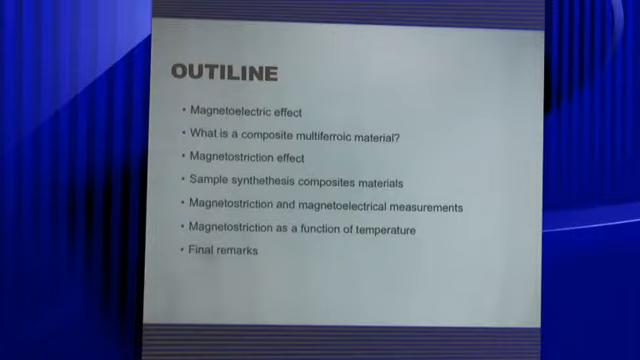 OUTILINE
• Magnetoelectric effect
• What is a composite multiferroic material?
• Magnetostriction effect
• Sample synthethesis composites materials
• Magnetostriction and magnetoelectrical measurements
• Magnetostriction as a function of temperature
• Final remarks